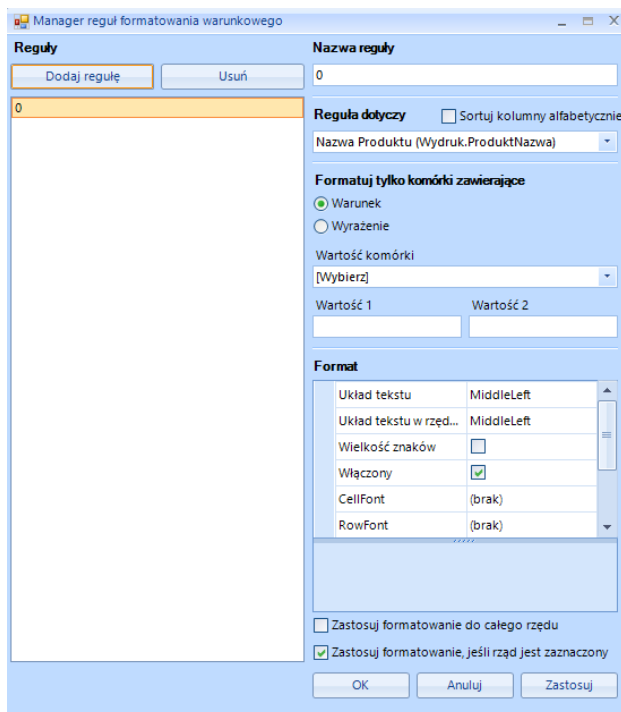 Manager reguł formatowania warunkowego
Reguły
Dodaj regułę
Usuń
0
Nazwa reguły
0
Reguła dotyczy
Sortuj kolumny alfabetycznie
Nazwa Produktu (Wydruk.ProduktNazwa)
Formatuj tylko komórki zawierające
Warunek
Wyrażenie
Wartość komórki
[Wybierz]
Wartość 1 Wartość 2
Format
Układ tekstu MiddleLeft
Układ tekstu w rzęd... MiddleLeft
Wielkość znaków
Włączony
CellFont (brak)
RowFont (brak)
Zastosuj formatowanie do całego rzędu
Zastosuj formatowanie, jeśli rząd jest zaznaczony
OK Anuluj Zastosuj